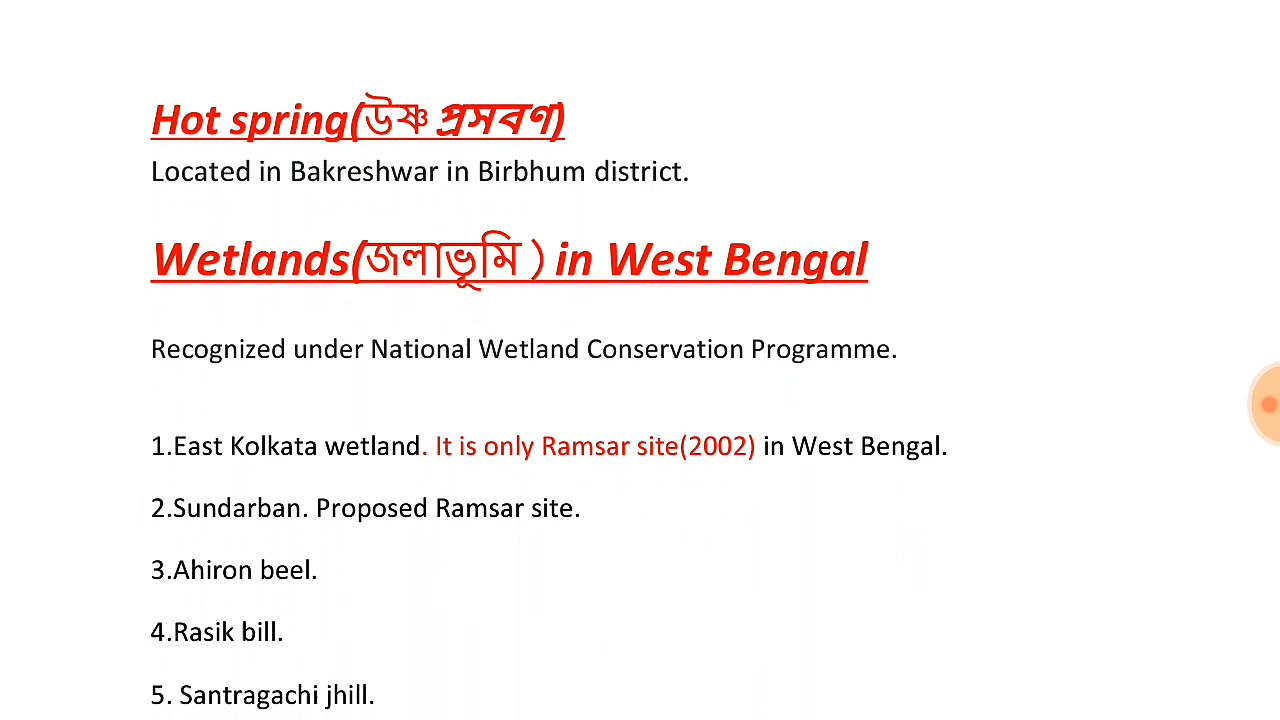 Hot spring(উষ্ণ প্রসবণ)
Located in Bakreshwar in Birbhum district.
Wetlands(জলাভূমি ) in West Bengal
Recognized under National Wetland Conservation Programme.
1.East Kolkata wetland. It is only Ramsar site(2002) in West Bengal.
2.Sundarban. Proposed Ramsar site.
3.Ahiron beel.
4.Rasik bill.
5. Santragachi jhill.